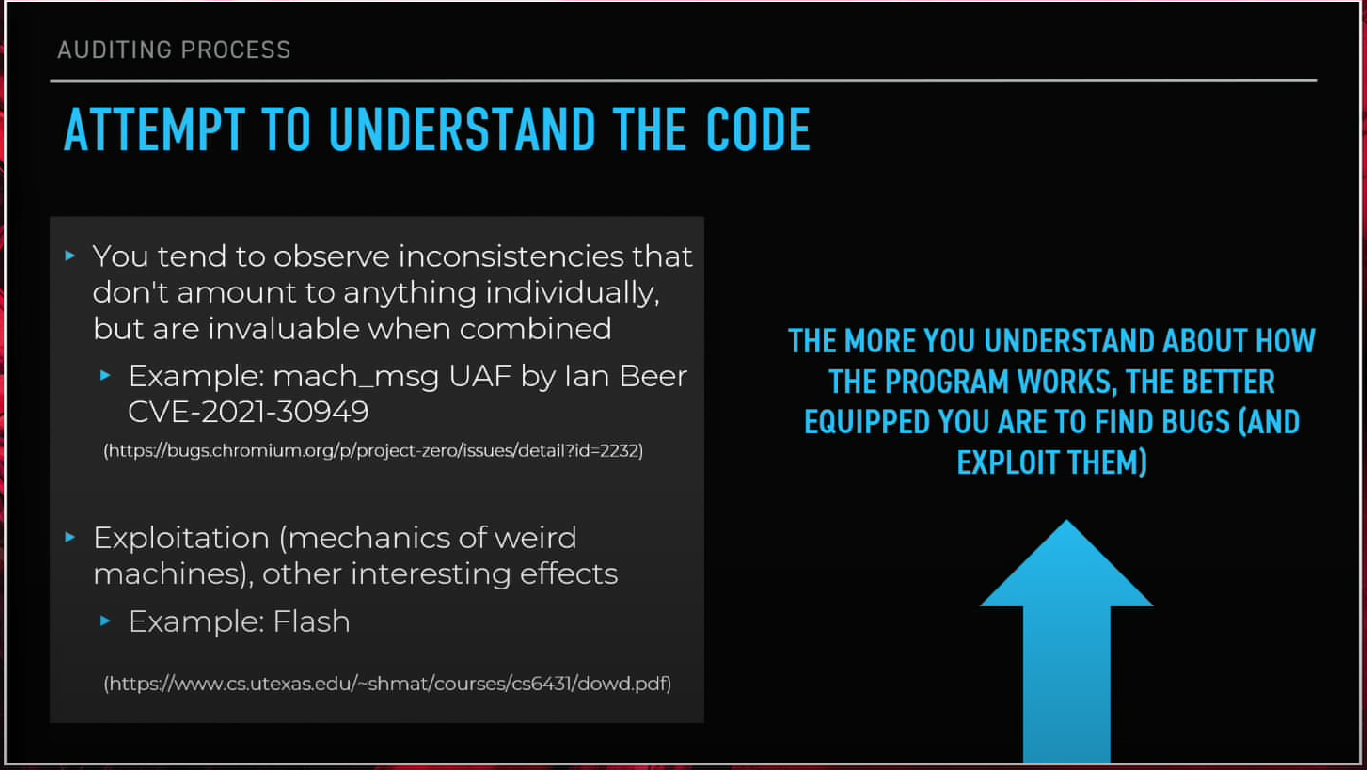 AUDITING PROCESS
ATTEMPT TO UNDERSTAND THE CODE
You tend to observe inconsistencies that
don't amount to anything individually,
but are invaluable when combined
Example: mach_msg UAF by Ian Beer
CVE-2021-30949
(https://bugs.chromium.org/p/project-zero/issues/detail?id=2232)
Exploitation (mechanics of weird
machines), other interesting effects
Example: Flash
(https://www.cs.utexas.edu/~shmat/courses/cs6431/dowd.pdf)
THE MORE YOU UNDERSTAND ABOUT HOW
THE PROGRAM WORKS, THE BETTER
EQUIPPED YOU ARE TO FIND BUGS (AND
EXPLOIT THEM)